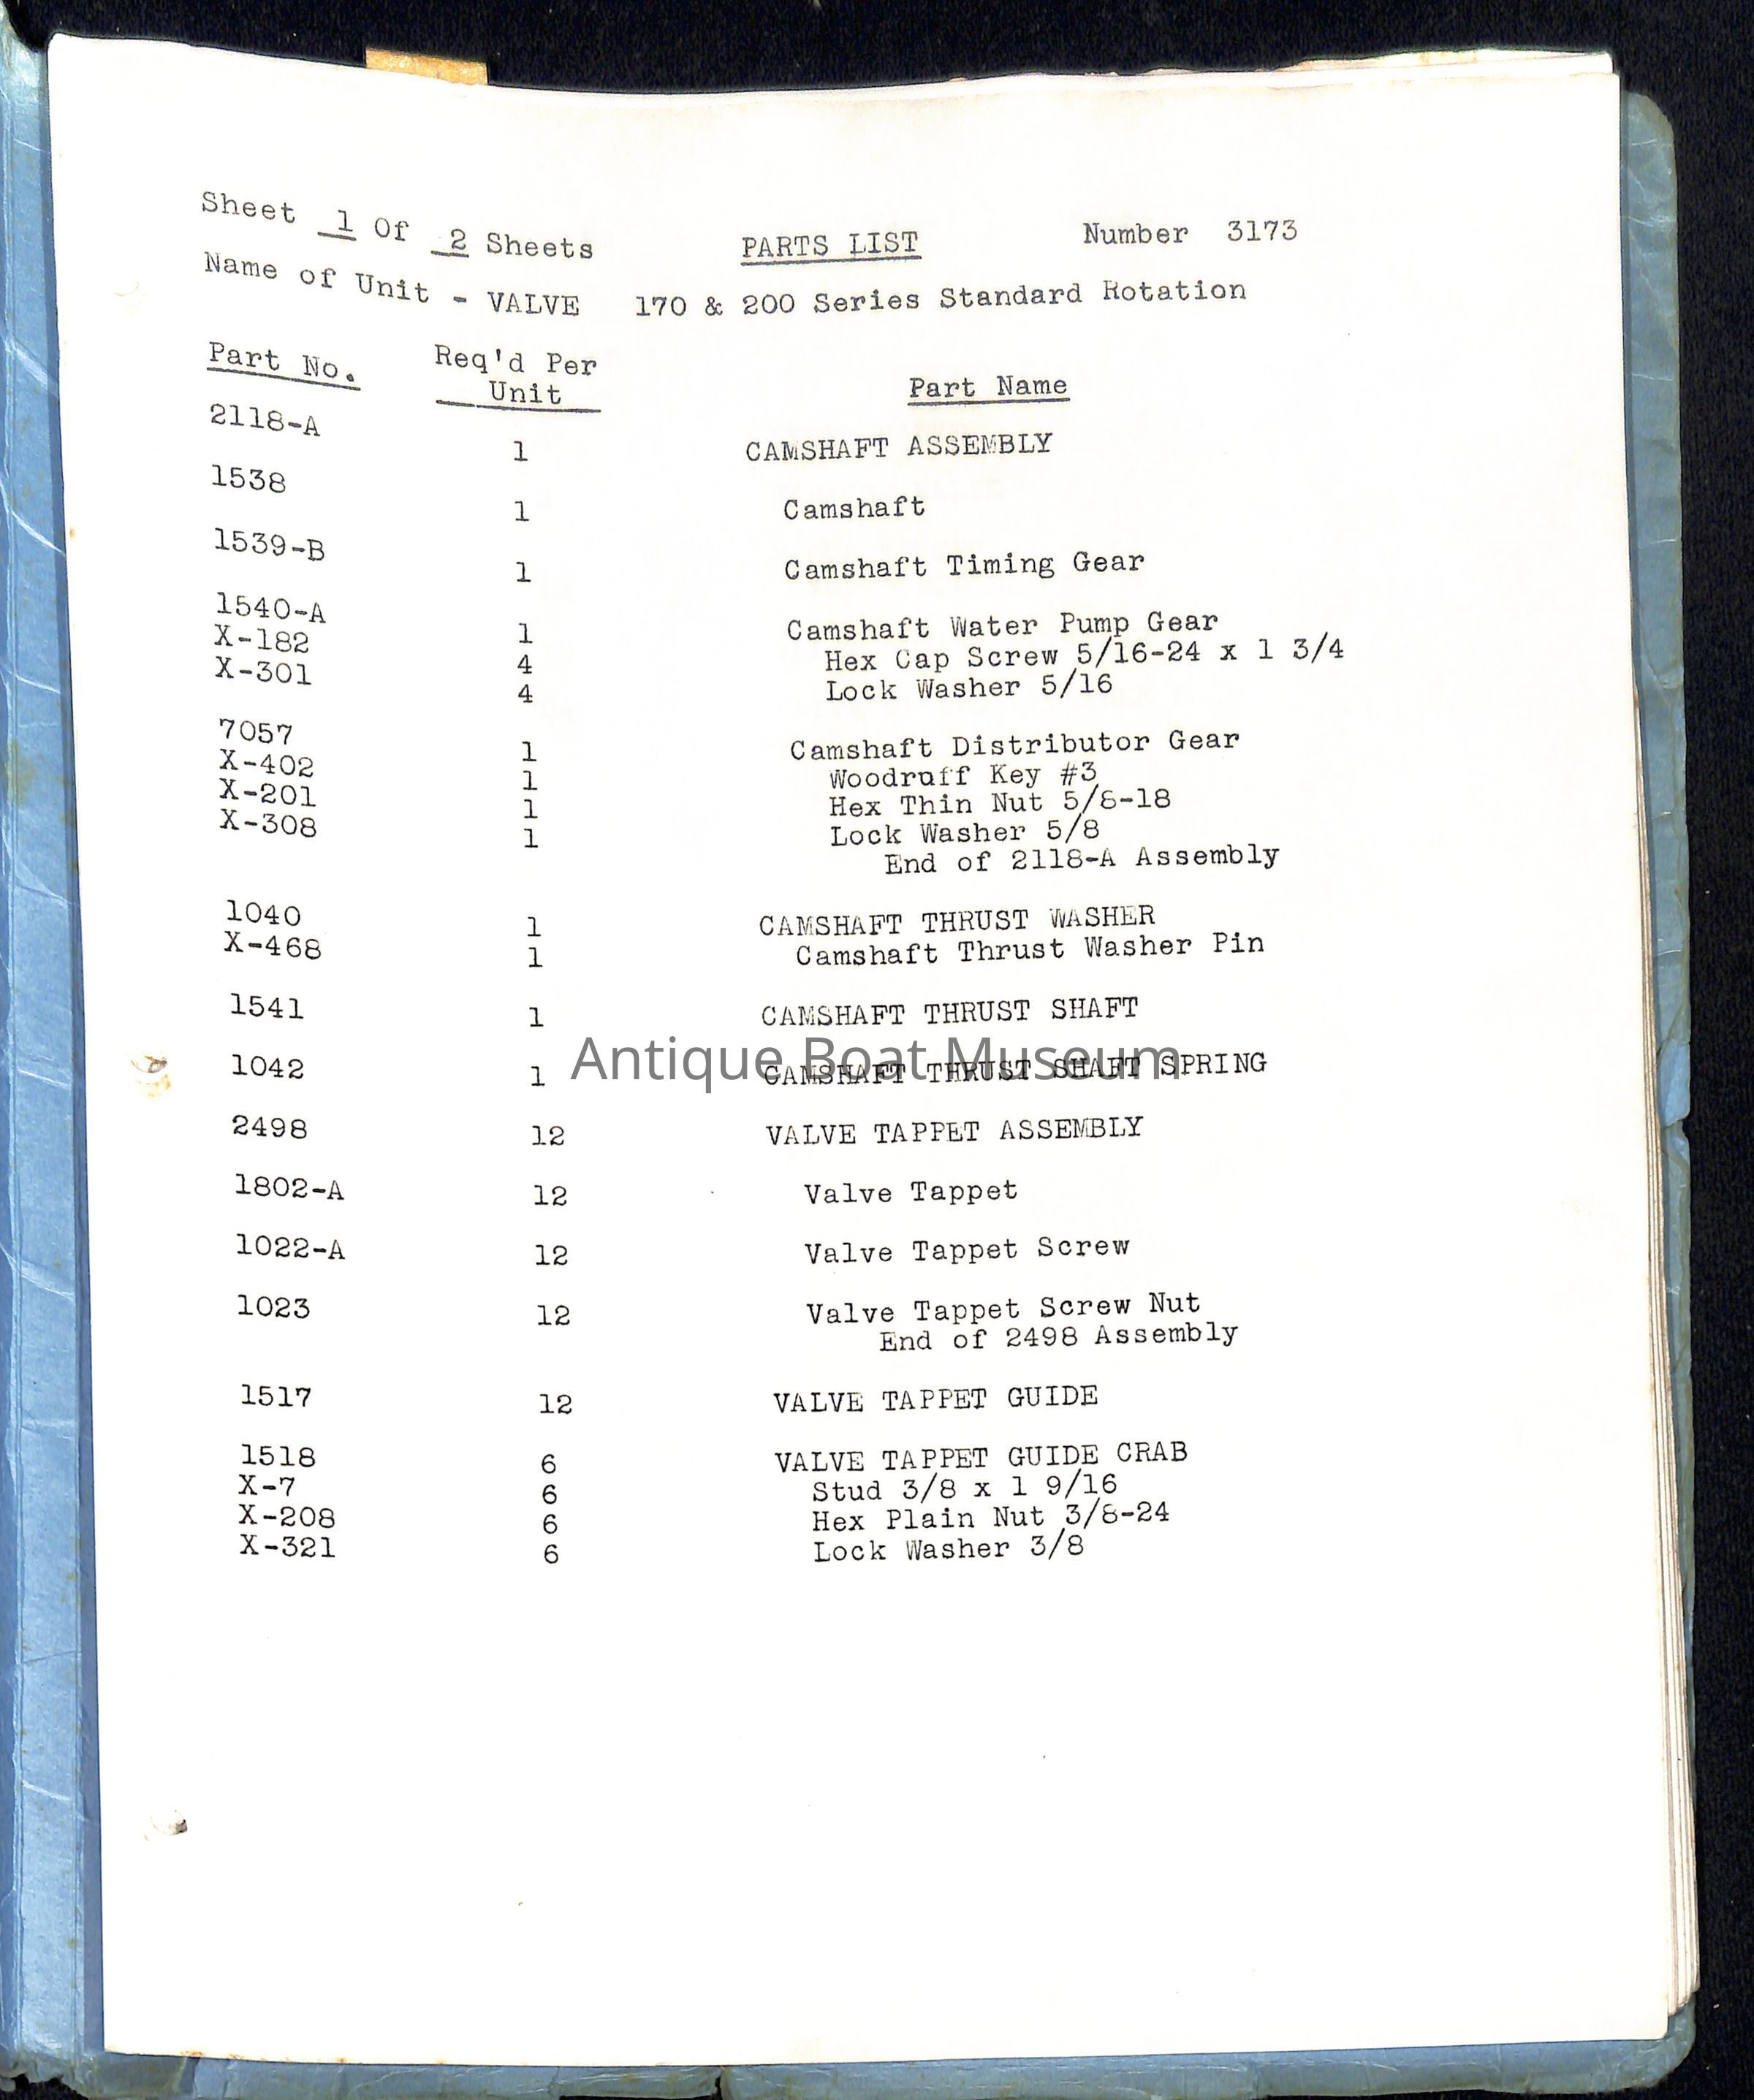 Sheet 1 Of 2 Sheets PARTS LIST Number 3173
Name of Unit - VALVE 170 & 200 Series Standard Rotation
Part No. Req'd Per Unit Part Name
2118-A 1 CAMSHAFT ASSEMBLY
1538 1 Camshaft
1539-B 1 Camshaft Timing Gear
1540-A 1 Camshaft Water Pump Gear
X-182 4 Hex Cap Screw 5/16-24 x 1 3/4
X-301 4 Lock Washer 5/16
7057 1 Camshaft Distributor Gear
X-402 1 Woodruff Key #3
X-201 1 Hex Thin Nut 5/8-18
X-308 1 Lock Washer 5/8
End of 2118-A Assembly
1040 1 CAMSHAFT THRUST WASHER
X-468 1 Camshaft Thrust Washer Pin
1541 1 CAMSHAFT THRUST SHAFT
Antique Boat Museum
1042 1 CAMSHAFT THRUST SHAFT SPRING
2498 12 VALVE TAPPET ASSEMBLY
1802-A 12 Valve Tappet
1022-A 12 Valve Tappet Screw
1023 12 Valve Tappet Screw Nut
End of 2498 Assembly
1517 12 VALVE TAPPET GUIDE
1518 6 VALVE TAPPET GUIDE CRAB
X-7 6 Stud 3/8 x 1 9/16
X-208 6 Hex Plain Nut 3/8-24
X-321 6 Lock Washer 3/8